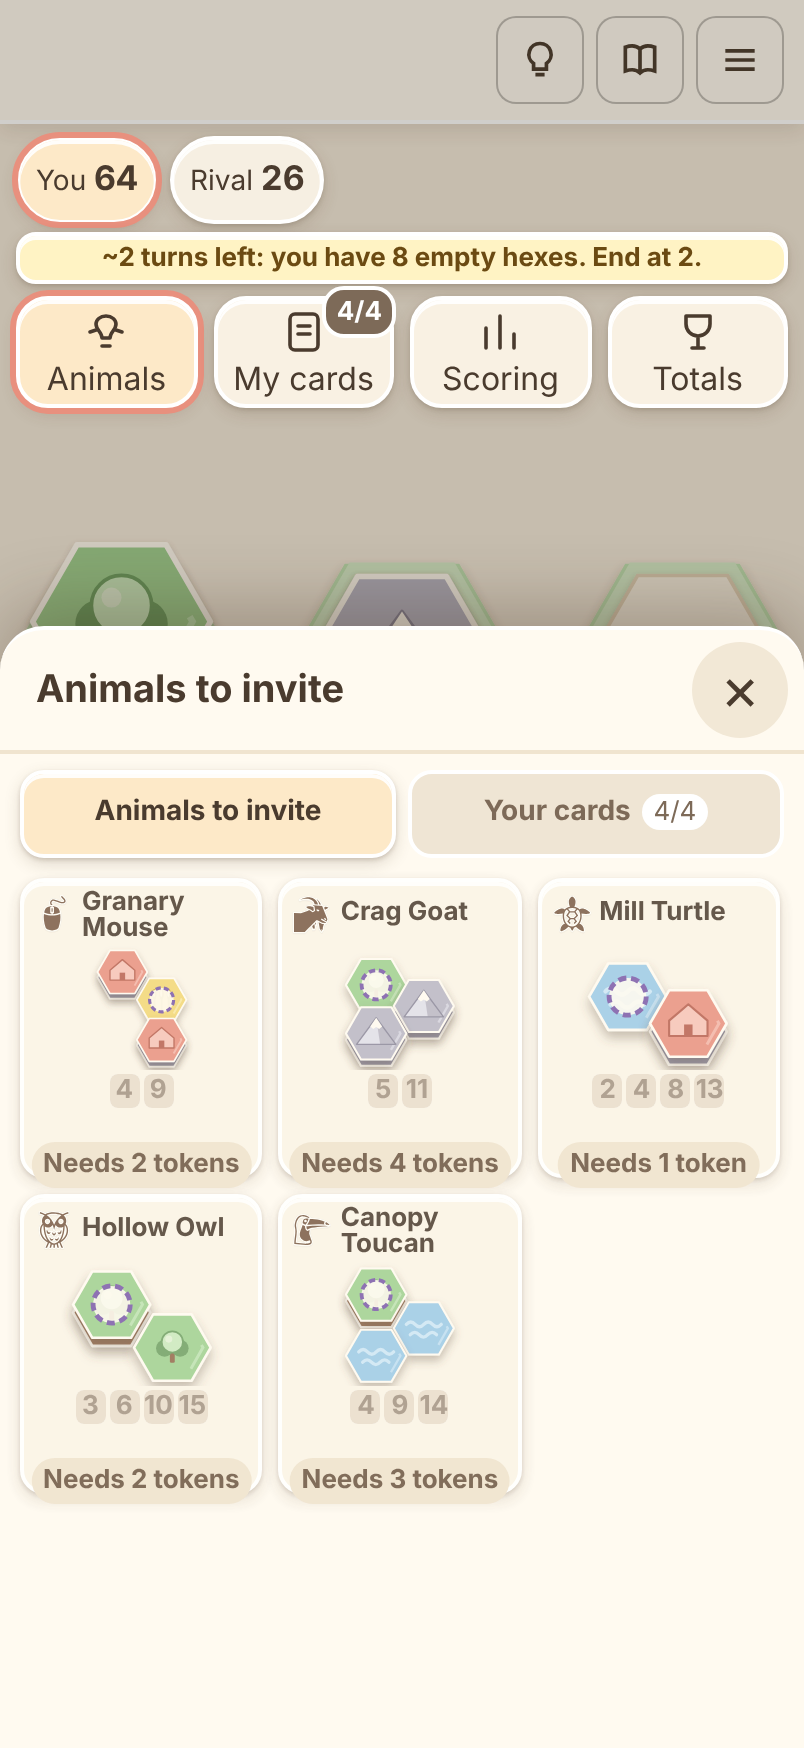 You 64
Rival 26
~2 turns left: you have 8 empty hexes. End at 2.
4/4
Animals
My cards
Scoring
Totals
Animals to invite
Animals to invite
Your cards 4/4
Granary
Mouse
4 9
Needs 2 tokens
Crag Goat
5 11
Needs 4 tokens
Mill Turtle
2 4 8 13
Needs 1 token
Hollow Owl
3 6 10 15
Needs 2 tokens
Canopy
Toucan
4 9 14
Needs 3 tokens